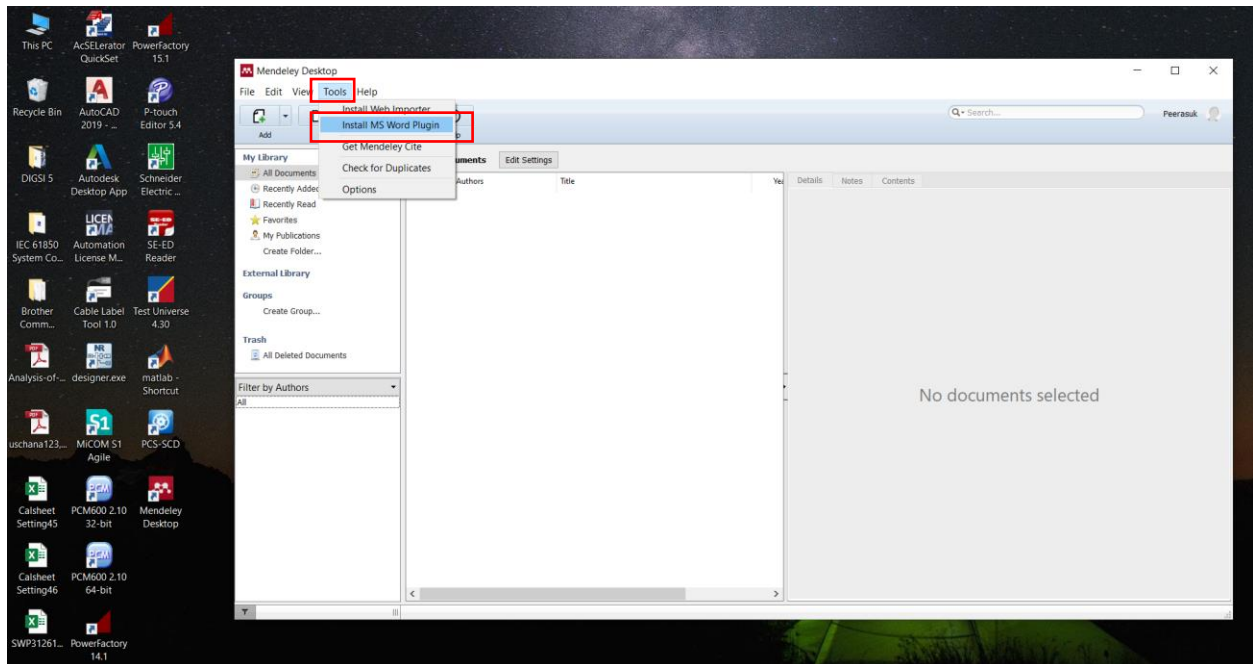 This PC
AcSELerator
QuickSet
PowerFactory
15.1
Recycle Bin
AutoCAD
2019 - ...
P-touch
Editor 5.4
DIGSI 5
Autodesk
Desktop App
Schneider
Electric ...
IEC 61850
System Co...
Automation
License M...
SE-ED
Reader
Brother
Comm...
Cable Label
Tool 1.0
Test Universe
4.30
Analysis-of-...
designer.exe
matlab -
Shortcut
uschana123,...
MiCOM S1
Agile
PCS-SCD
Calsheet
Setting45
PCM600 2.10
32-bit
Mendeley
Desktop
Calsheet
Setting46
PCM600 2.10
64-bit
SWP31261...
PowerFactory
14.1
Mendeley Desktop
File Edit View Tools Help
Add
Search...
Peerasuk
Install Web Importer
Install MS Word Plugin
Get Mendeley Cite
Check for Duplicates
Options
My Library
All Documents
Recently Added
Recently Read
Favorites
My Publications
Create Folder...
External Library
Groups
Create Group...
Trash
All Deleted Documents
Filter by Authors
All
Edit Settings
Authors Title
Details Notes Contents
No documents selected